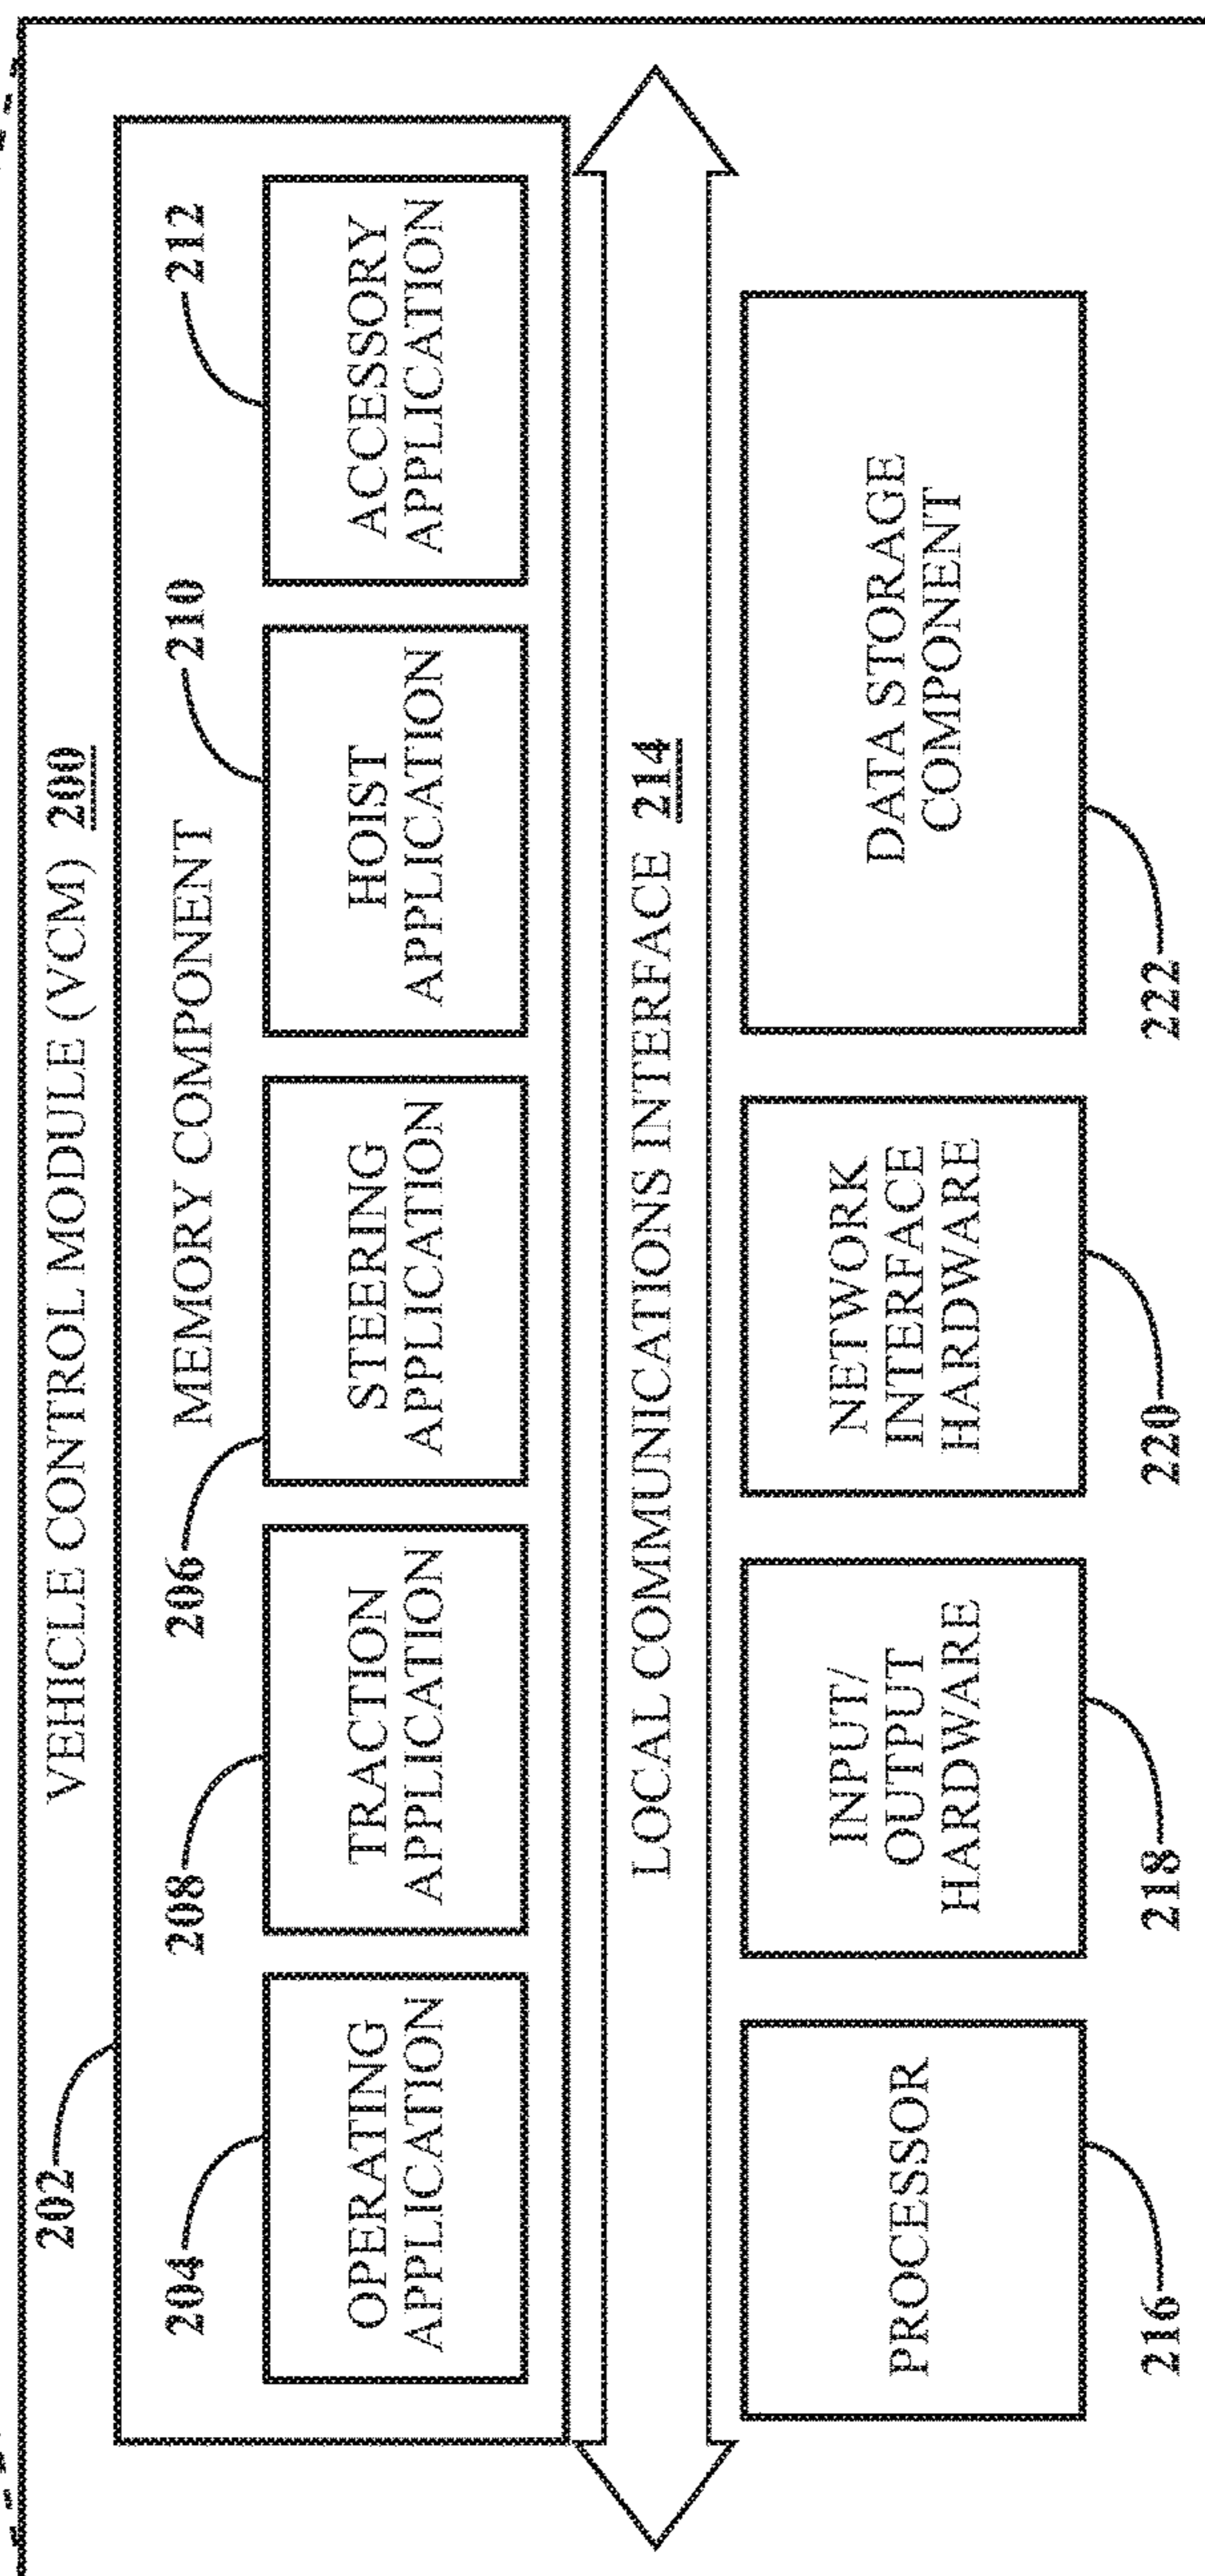 VEHICLE CONTROL MODULE (VCM) 200
202
MEMORY COMPONENT
204
208
206
210
212
OPERATING
APPLICATION
TRACTION
APPLICATION
STEERING
APPLICATION
HOIST
APPLICATION
ACCESSORY
APPLICATION
LOCAL COMMUNICATIONS INTERFACE 214
PROCESSOR
INPUT/
OUTPUT
HARDWARE
NETWORK
INTERFACE
HARDWARE
DATA STORAGE
COMPONENT
216
218
220
222